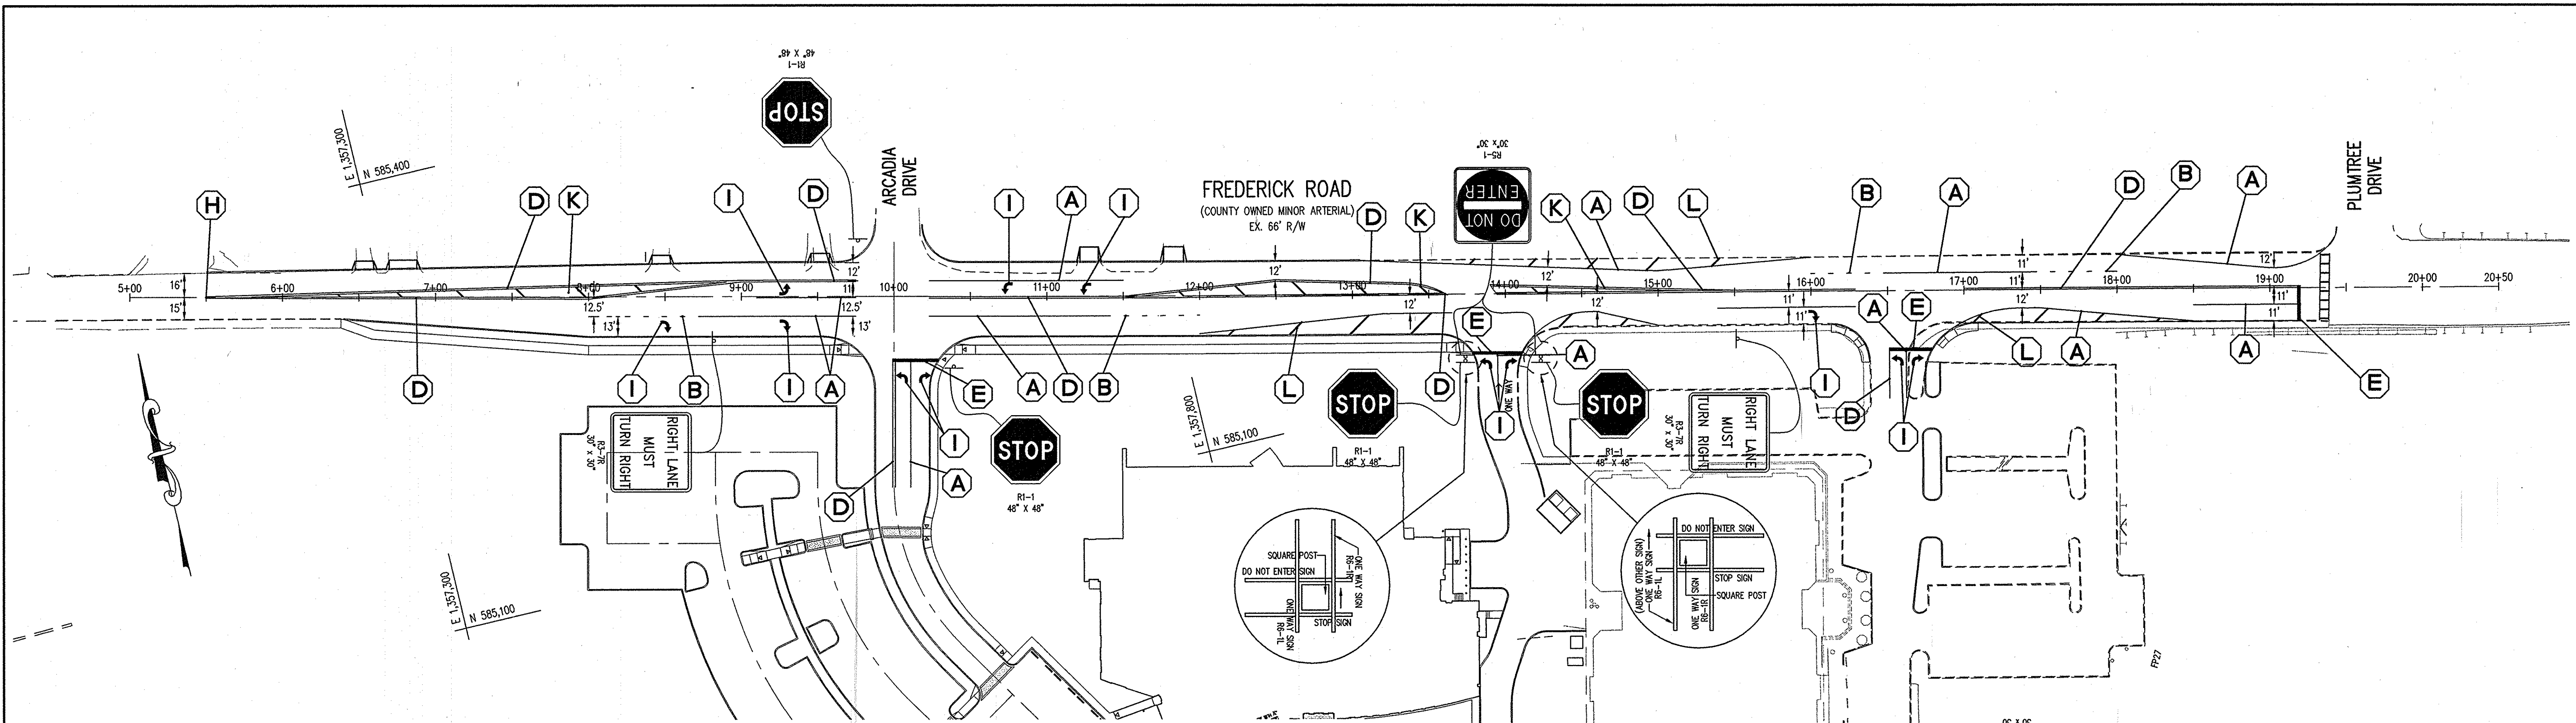 R1-1
48" X 48"
STOP
ARCADIA
DRIVE
FREDERICK ROAD
(COUNTY OWNED MINOR ARTERIAL)
EX. 66' R/W
R5-1
30"x 30"
DO NOT
ENTER
PLUMTREE
DRIVE
E 1,357,300
N 585,400
H
D
K
I
D
I
A
I
D
K
K
A
D
L
B
A
D
B
A
16'
15'
12'
11'
12.5'
12.5'
13'
13'
12'
12'
12'
12'
11'
11'
11'
11'
12'
12'
11'
11'
5+00
6+00
7+00
8+00
9+00
10+00
11+00
12+00
13+00
14+00
15+00
16+00
17+00
18+00
19+00
20+00
20+50
D
I
B
I
A
E
A
D
B
L
D
E
A
I
ONE WAY
I
A
E
D
I
L
A
A
E
I
A
D
RIGHT LANE
MUST
TURN RIGHT
R3-7R
30" x 30"
STOP
R1-1
48" X 48"
E 1,357,800
N 585,100
STOP
R1-1
48" X 48"
STOP
R1-1
48" X 48"
RIGHT LANE
MUST
TURN RIGHT
R3-7R
30" x 30"
E 1,357,300
N 585,100
SQUARE POST
DO NOT ENTER SIGN
ONE WAY SIGN
R6-1R
STOP SIGN
ONE WAY SIGN
R6-1L
DO NOT ENTER SIGN
(ABOVE OTHER SIGN)
ONE WAY SIGN
R6-1L
STOP SIGN
ONE WAY SIGN
R6-1R
SQUARE POST
FP27